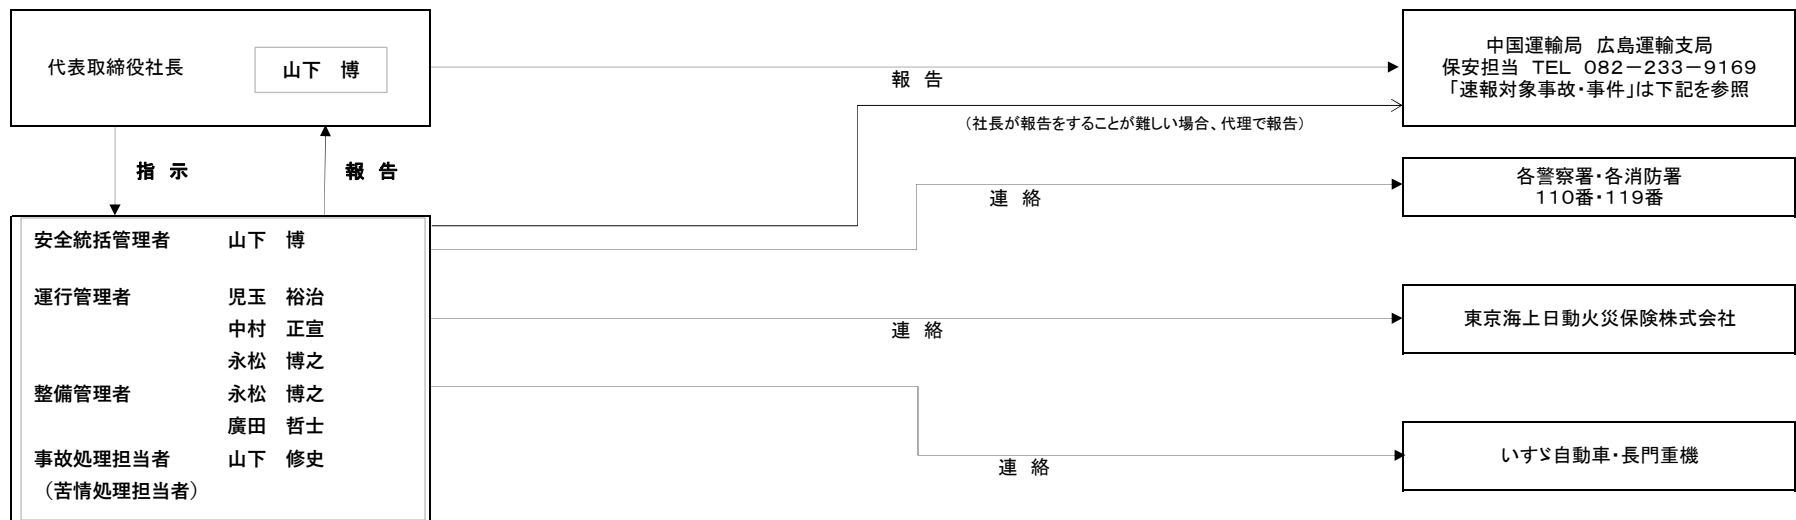 代表取締役社長　山下　博
報 告
中国運輸局　広島運輸支局
保安担当　TEL　082－233－9169
「速報対象事故・事件」は下記を参照
（社長が報告をすることが難しい場合、代理で報告）
指 示
報 告
連 絡
各警察署・各消防署
110番・119番
安全統括管理者　山下　博
運行管理者　児玉　裕治
中村　正宣
永松　博之
整備管理者　永松　博之
廣田　哲士
事故処理担当者　山下　修史
（苦情処理担当者）
連 絡
東京海上日動火災保険株式会社
連 絡
いすゞ自動車・長門重機